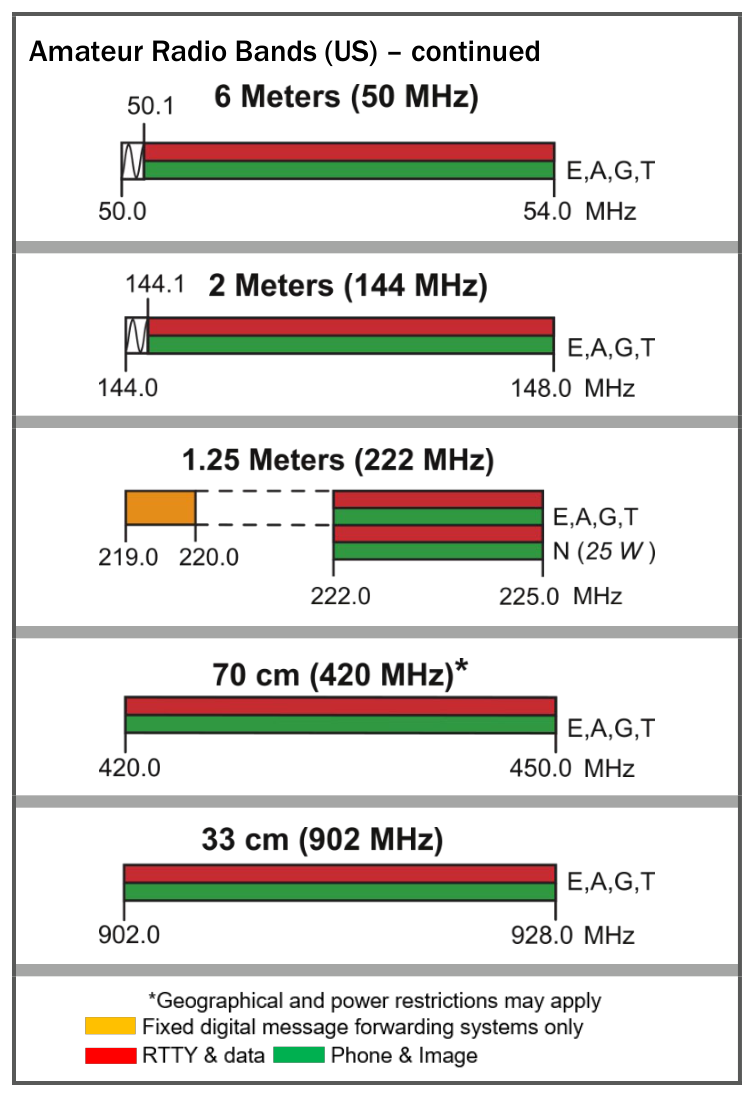 Amateur Radio Bands (US) – continued
6 Meters (50 MHz)
50.1
E,A,G,T
50.0
54.0 MHz
2 Meters (144 MHz)
144.1
E,A,G,T
144.0
148.0 MHz
1.25 Meters (222 MHz)
E,A,G,T
219.0 220.0
N (25 W)
222.0
225.0 MHz
70 cm (420 MHz)*
E,A,G,T
420.0
450.0 MHz
33 cm (902 MHz)
E,A,G,T
902.0
928.0 MHz
*Geographical and power restrictions may apply
Fixed digital message forwarding systems only
RTTY & data Phone & Image